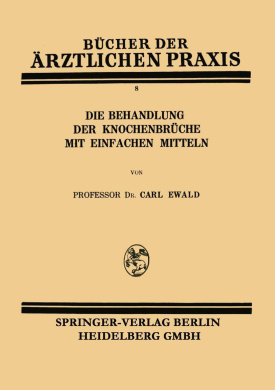 BÜCHER DER
ÄRZTLICHEN PRAXIS
8
DIE BEHANDLUNG
DER KNOCHENBRÜCHE
MIT EINFACHEN MITTELN
VON
PROFESSOR DR. CARL EWALD
SPRINGER-VERLAG BERLIN
HEIDELBERG GMBH